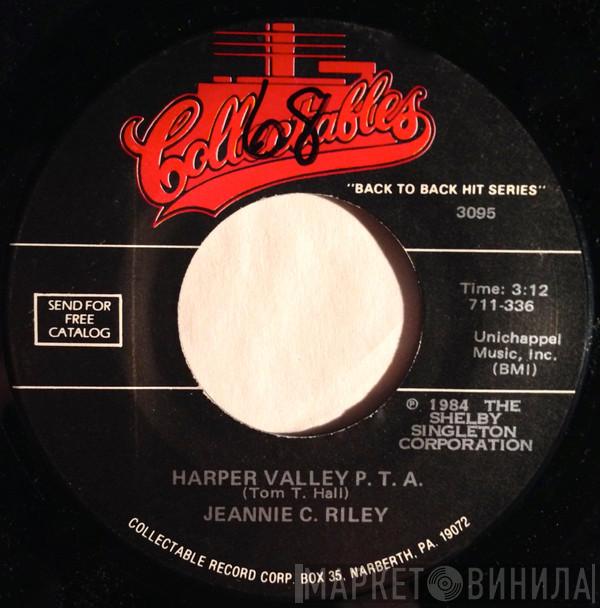 Collectables
68
"BACK TO BACK HIT SERIES"
3095
SEND FOR
FREE
CATALOG
Time: 3:12
711-336
Unichappel
Music, Inc.
(BMI)
℗ 1984 THE
SHELBY
SINGLETON
CORPORATION
HARPER VALLEY P. T. A.
(Tom T. Hall)
JEANNIE C. RILEY
COLLECTABLE RECORD CORP. BOX 35, NARBERTH, PA. 19072
МАРКЕТ ВИНИЛА